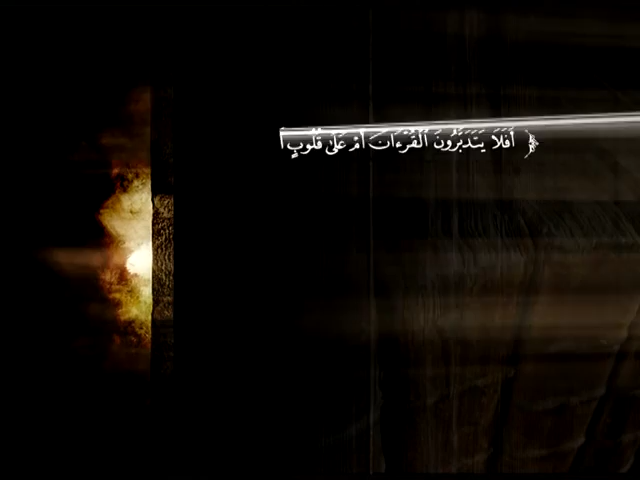 ﴿ أَفَلَا يَتَدَبَّرُونَ ٱلْقُرْءَانَ أَمْ عَلَىٰ قُلُوبٍ أَ